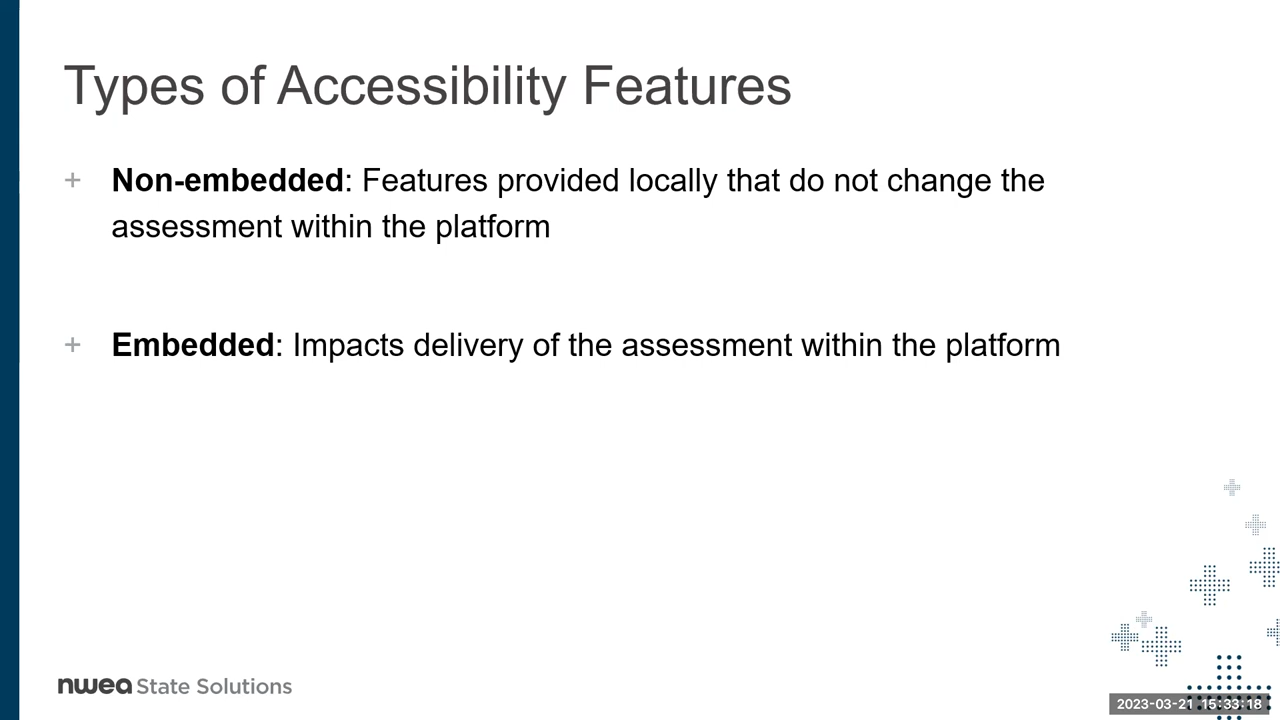 Types of Accessibility Features
+ Non-embedded: Features provided locally that do not change the
assessment within the platform
+ Embedded: Impacts delivery of the assessment within the platform
nwea State Solutions
2023-03-21 15:33:18